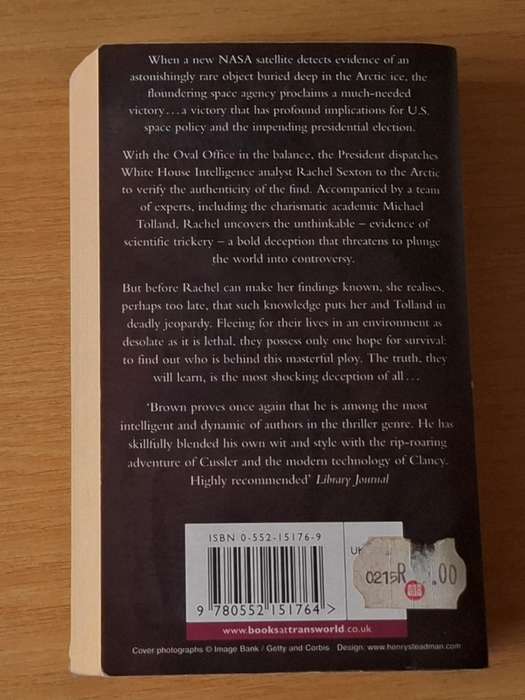 When a new NASA satellite detects evidence of an
astonishingly rare object buried deep in the Arctic ice, the
floundering space agency proclaims a much-needed
victory...a victory that has profound implications for U.S.
space policy and the impending presidential election.
With the Oval Office in the balance, the President dispatches
White House Intelligence analyst Rachel Sexton to the Arctic
to verify the authenticity of the find. Accompanied by a team
of experts, including the charismatic academic Michael
Tolland, Rachel uncovers the unthinkable – evidence of
scientific trickery – a bold deception that threatens to plunge
the world into controversy.
But before Rachel can make her findings known, she realises,
perhaps too late, that such knowledge puts her and Tolland in
deadly jeopardy. Fleeing for their lives in an environment as
desolate as it is lethal, they possess only one hope for survival:
to find out who is behind this masterful ploy. The truth, they
will learn, is the most shocking deception of all...
'Brown proves once again that he is among the most
intelligent and dynamic of authors in the thriller genre. He has
skillfully blended his own wit and style with the rip-roaring
adventure of Cussler and the modern technology of Clancy.
Highly recommended' Library Journal
ISBN 0-552-15176-9
0215R .00
9 780552 151764 >
www.booksattransworld.co.uk
Cover photographs © Image Bank / Getty and Corbis Design: www.henrysteadman.com